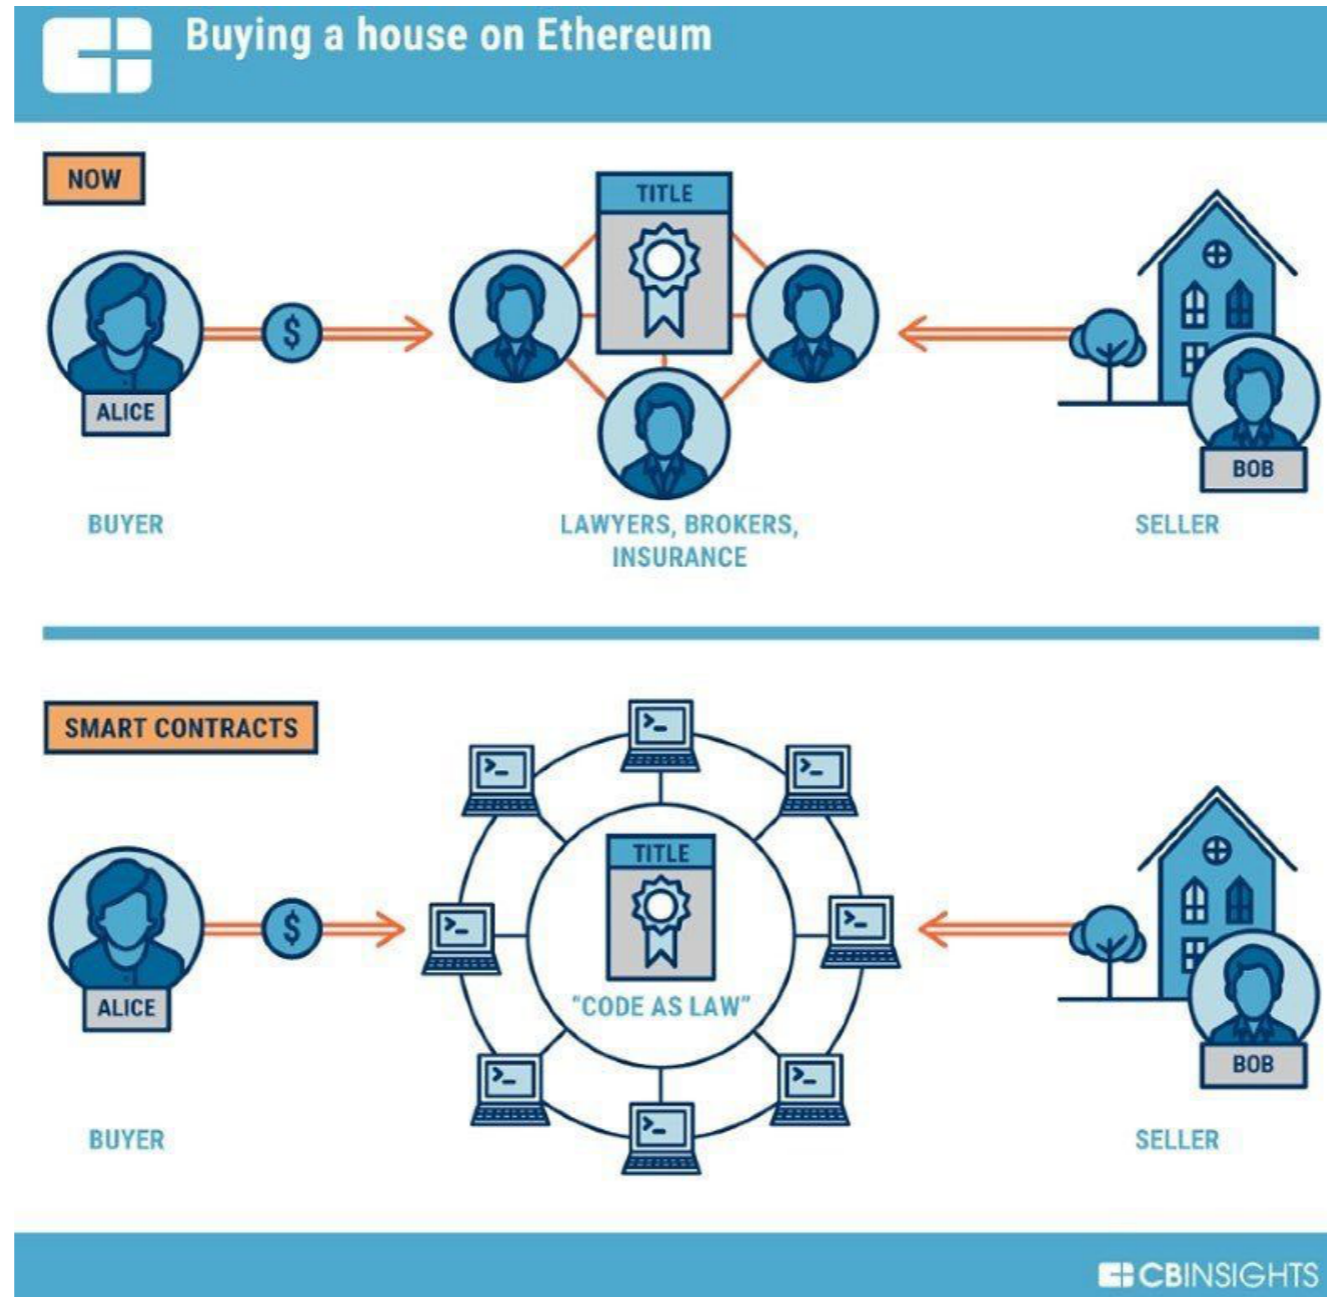 Buying a house on Ethereum
NOW
TITLE
$
ALICE
BOB
BUYER
LAWYERS, BROKERS,
INSURANCE
SELLER
SMART CONTRACTS
>_
>_
>_
TITLE
$
>_
>_
"CODE AS LAW"
ALICE
BOB
>_
>_
>_
BUYER
SELLER
CBINSIGHTS